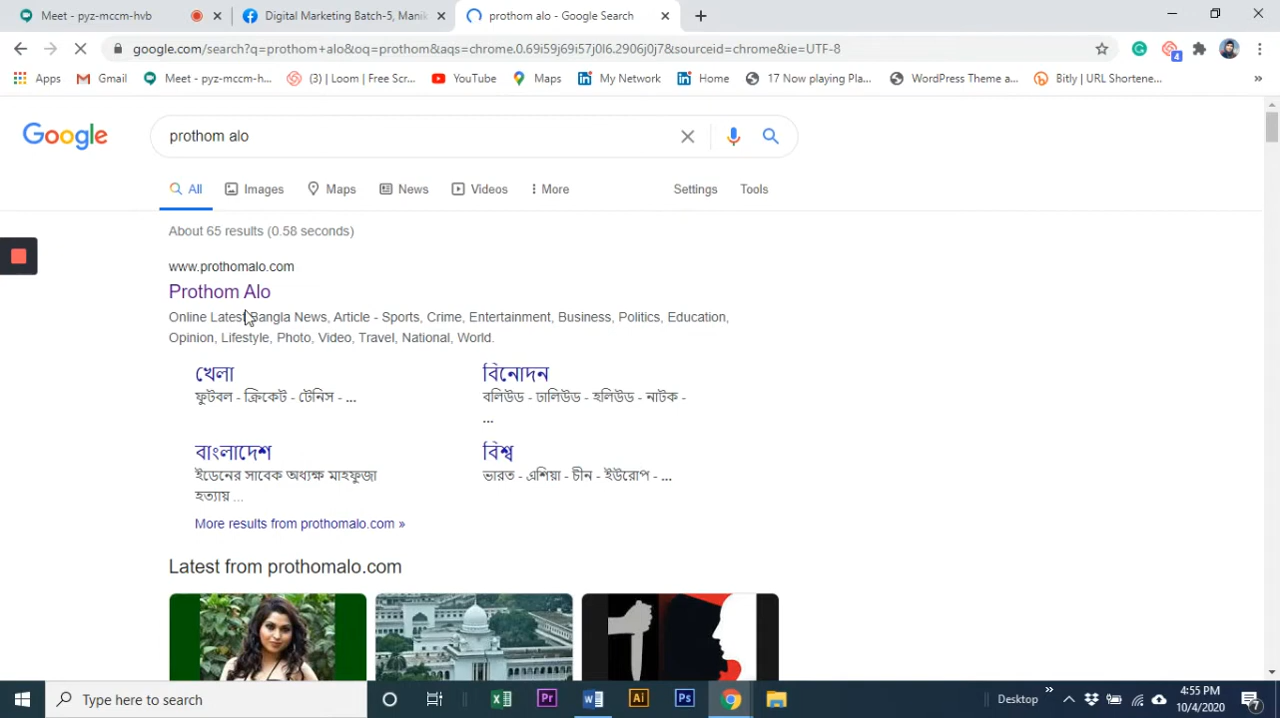 Meet - pyz-mccm-hvb
Digital Marketing Batch-5, Manik
prothom alo - Google Search
google.com/search?q=prothom+alo&oq=prothom&aqs=chrome.0.69i59j69i57j0l6.2906j0j7&sourceid=chrome&ie=UTF-8
4
Apps Gmail Meet - pyz-mccm-h... (3) | Loom | Free Scr... YouTube Maps My Network Home 17 Now playing Pla... WordPress Theme a... Bitly | URL Shortene... »
Google
prothom alo
All Images Maps News Videos More Settings Tools
About 65 results (0.58 seconds)
www.prothomalo.com
Prothom Alo
Online Latest Bangla News, Article - Sports, Crime, Entertainment, Business, Politics, Education,
Opinion, Lifestyle, Photo, Video, Travel, National, World.
খেলা বিনোদন
ফুটবল - ক্রিকেট - টেনিস - ... বলিউড - ঢালিউড - হলিউড - নাটক -
...
বাংলাদেশ বিশ্ব
ইডেনের সাবেক অধ্যক্ষ মাহফুজা ভারত - এশিয়া - চীন - ইউরোপ - ...
হত্যায় ...
More results from prothomalo.com »
Latest from prothomalo.com
Type here to search
Pr
Ai
Ps
Desktop »
4:55 PM
10/4/2020
7